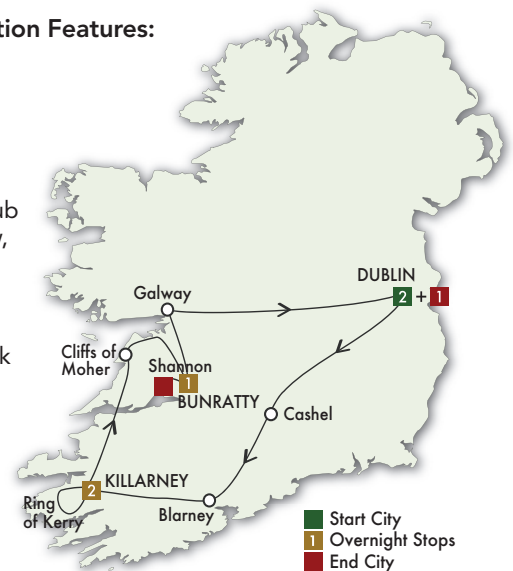 tion Features:
ub
,
k
DUBLIN
2 + 1
Galway
Cliffs of
Moher
Shannon
1
BUNRATTY
Cashel
KILLARNEY
2
Ring
of Kerry
Blarney
Start City
1 Overnight Stops
End City